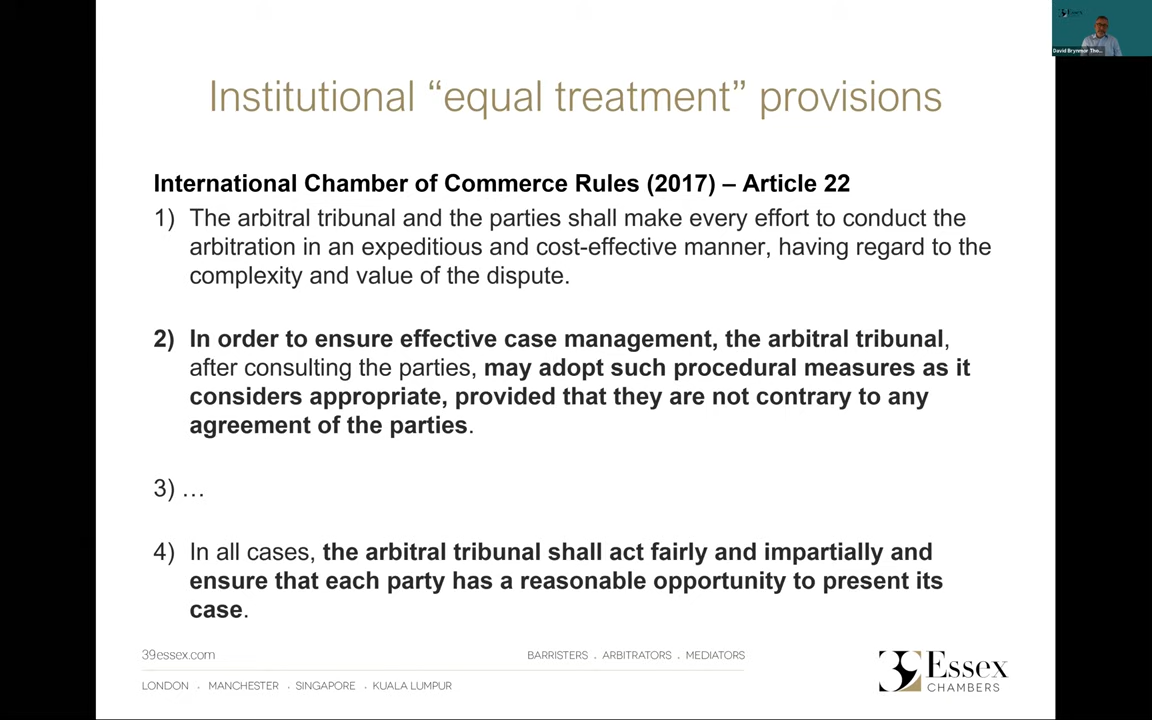 Essex
David Brynmor Tho...
Institutional “equal treatment” provisions
International Chamber of Commerce Rules (2017) – Article 22
1) The arbitral tribunal and the parties shall make every effort to conduct the
arbitration in an expeditious and cost-effective manner, having regard to the
complexity and value of the dispute.
2) In order to ensure effective case management, the arbitral tribunal,
after consulting the parties, may adopt such procedural measures as it
considers appropriate, provided that they are not contrary to any
agreement of the parties.
3) …
4) In all cases, the arbitral tribunal shall act fairly and impartially and
ensure that each party has a reasonable opportunity to present its
case.
39essex.com
BARRISTERS . ARBITRATORS . MEDIATORS
LONDON . MANCHESTER . SINGAPORE . KUALA LUMPUR
39 Essex
CHAMBERS